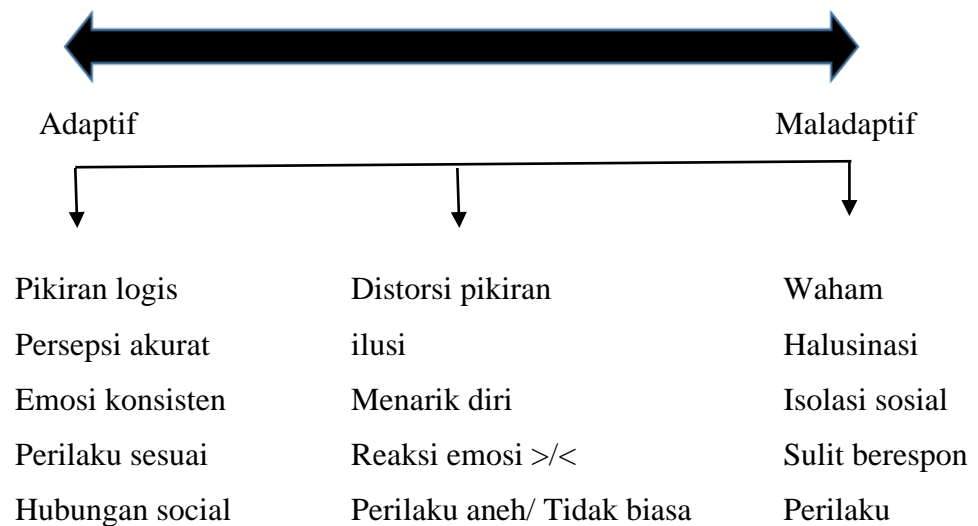 Adaptif Maladaptif
Pikiran logis Distorsi pikiran Waham
Persepsi akurat ilusi Halusinasi
Emosi konsisten Menarik diri Isolasi sosial
Perilaku sesuai Reaksi emosi >/< Sulit berespon
Hubungan social Perilaku aneh/ Tidak biasa Perilaku